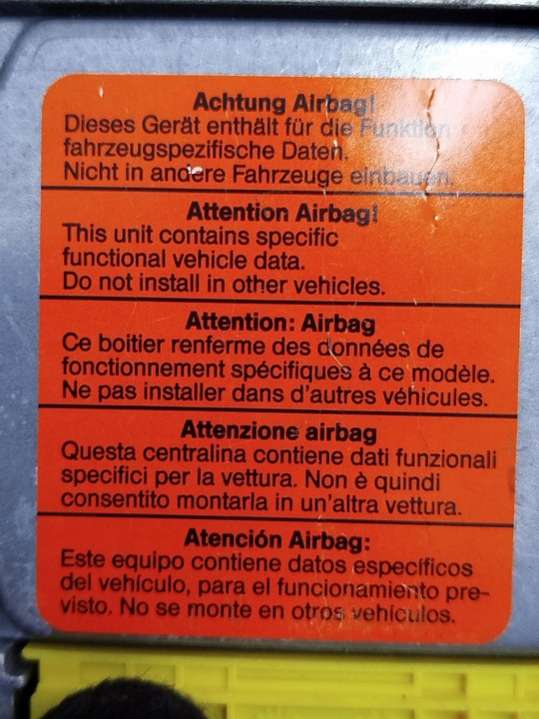 Achtung Airbag!
Dieses Gerät enthält für die Funktion
fahrzeugspezifische Daten.
Nicht in andere Fahrzeuge einbauen.
Attention Airbag!
This unit contains specific
functional vehicle data.
Do not install in other vehicles.
Attention: Airbag
Ce boitier renferme des données de
fonctionnement spécifiques à ce modèle.
Ne pas installer dans d'autres véhicules.
Attenzione airbag
Questa centralina contiene dati funzionali
specifici per la vettura. Non è quindi
consentito montarla in un'altra vettura.
Atención Airbag:
Este equipo contiene datos específicos
del vehículo, para el funcionamiento pre-
visto. No se monte en otros vehículos.